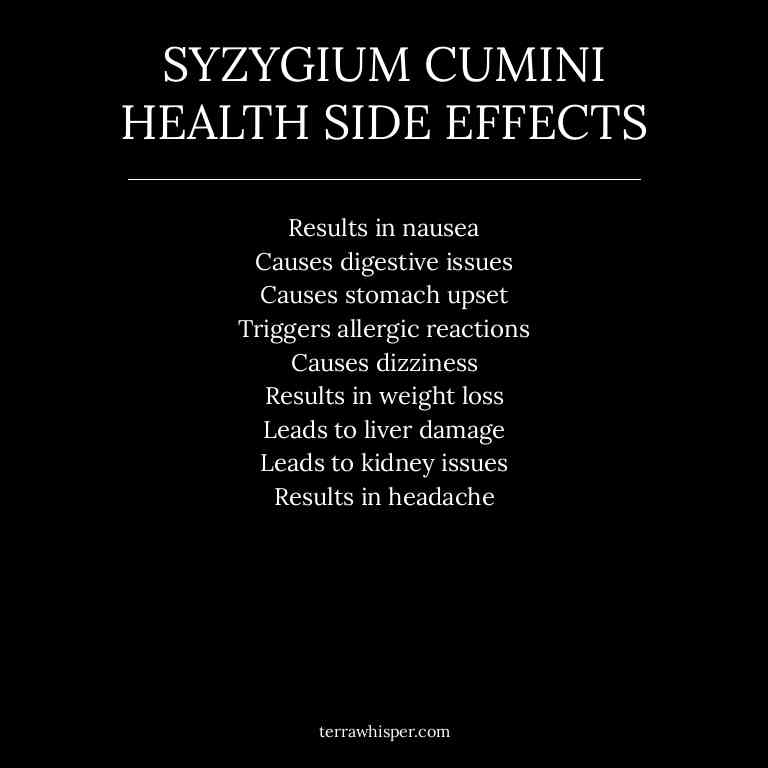 SYZYGIUM CUMINI
HEALTH SIDE EFFECTS
Results in nausea
Causes digestive issues
Causes stomach upset
Triggers allergic reactions
Causes dizziness
Results in weight loss
Leads to liver damage
Leads to kidney issues
Results in headache
terrawhisper.com